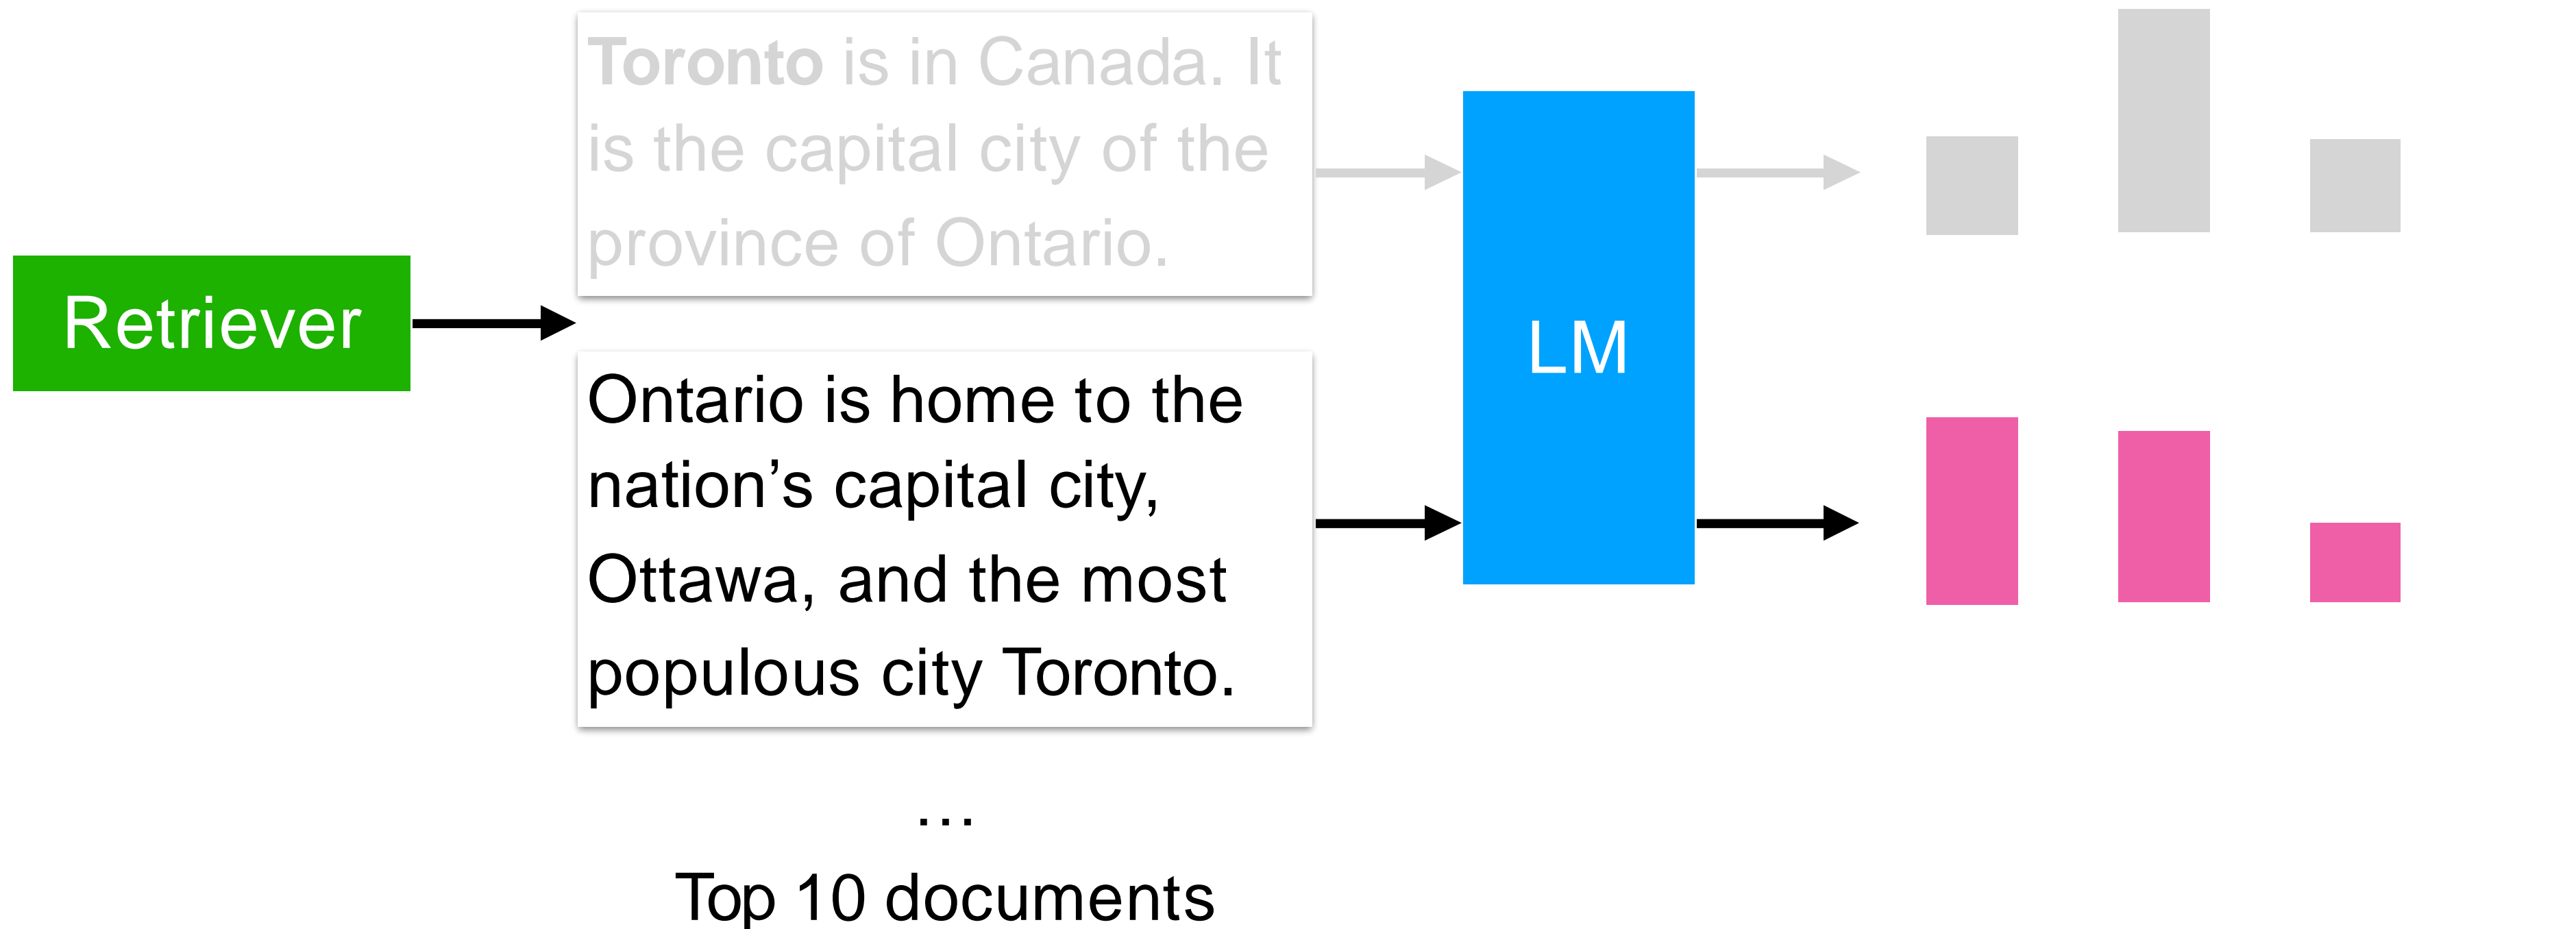 Toronto is in Canada. It
is the capital city of the
province of Ontario.
Retriever
LM
Ontario is home to the
nation’s capital city,
Ottawa, and the most
populous city Toronto.
…
Top 10 documents